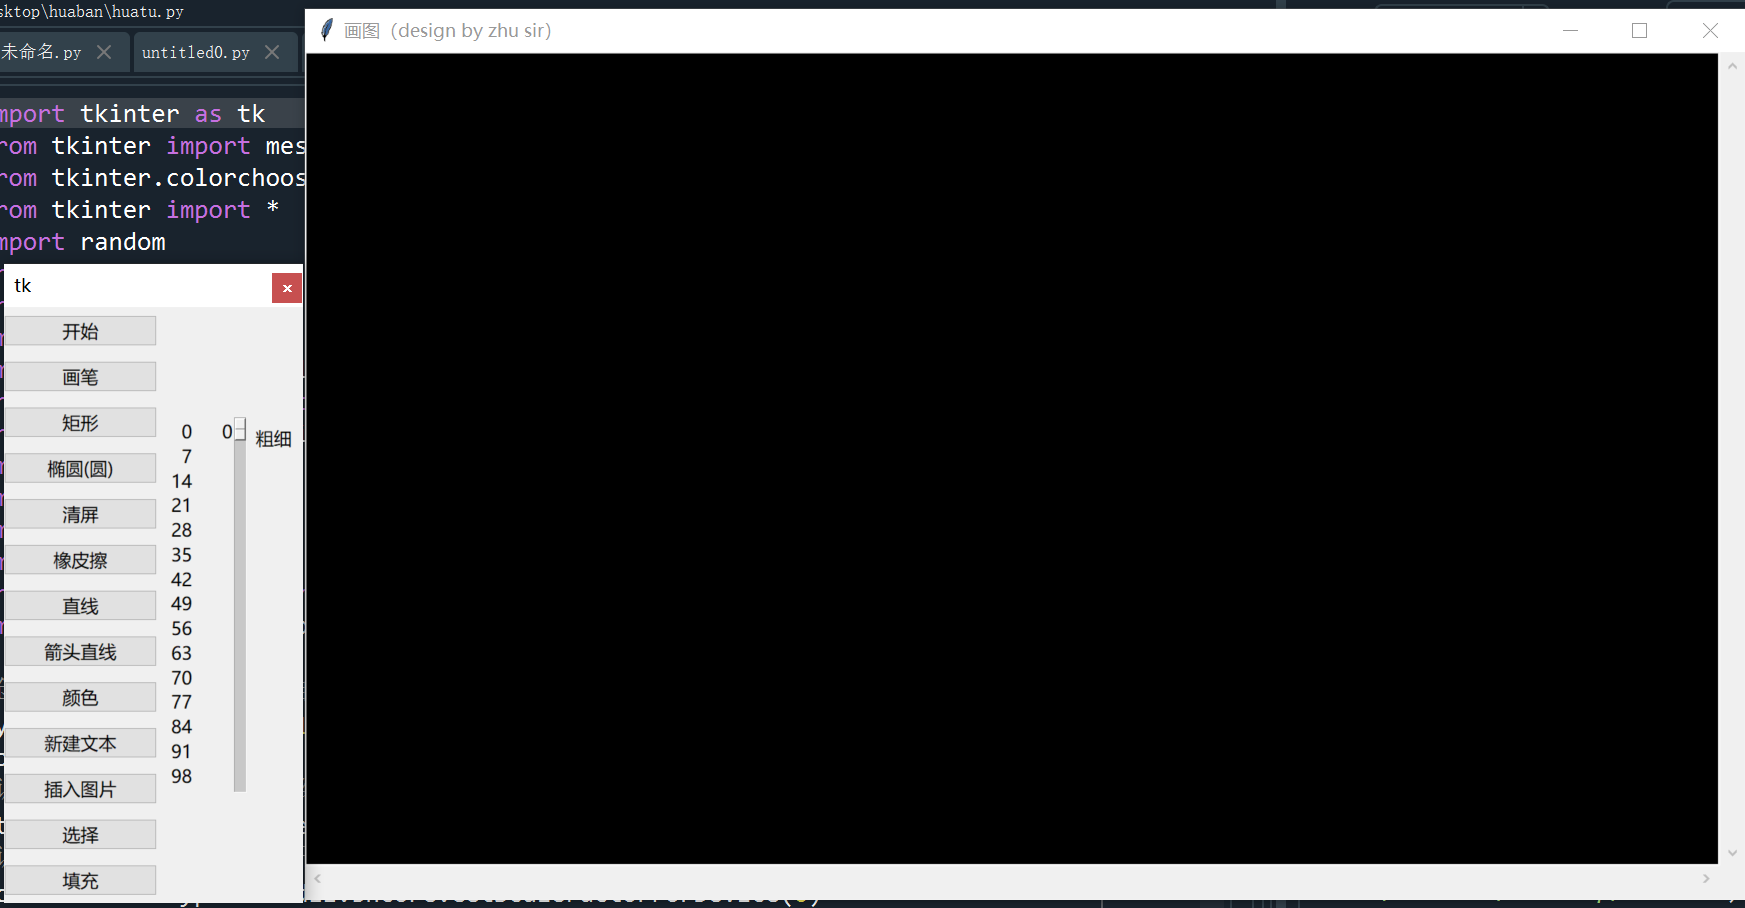 sktop\huaban\huatu.py
未命名.py
untitled0.py
画图（design by zhu sir）
mport tkinter as tk
rom tkinter import mes
rom tkinter.colorchoos
rom tkinter import *
mport random
tk
开始
画笔
矩形
椭圆(圆)
清屏
橡皮擦
直线
箭头直线
颜色
新建文本
插入图片
选择
填充
0
7
14
21
28
35
42
49
56
63
70
77
84
91
98
0
粗细